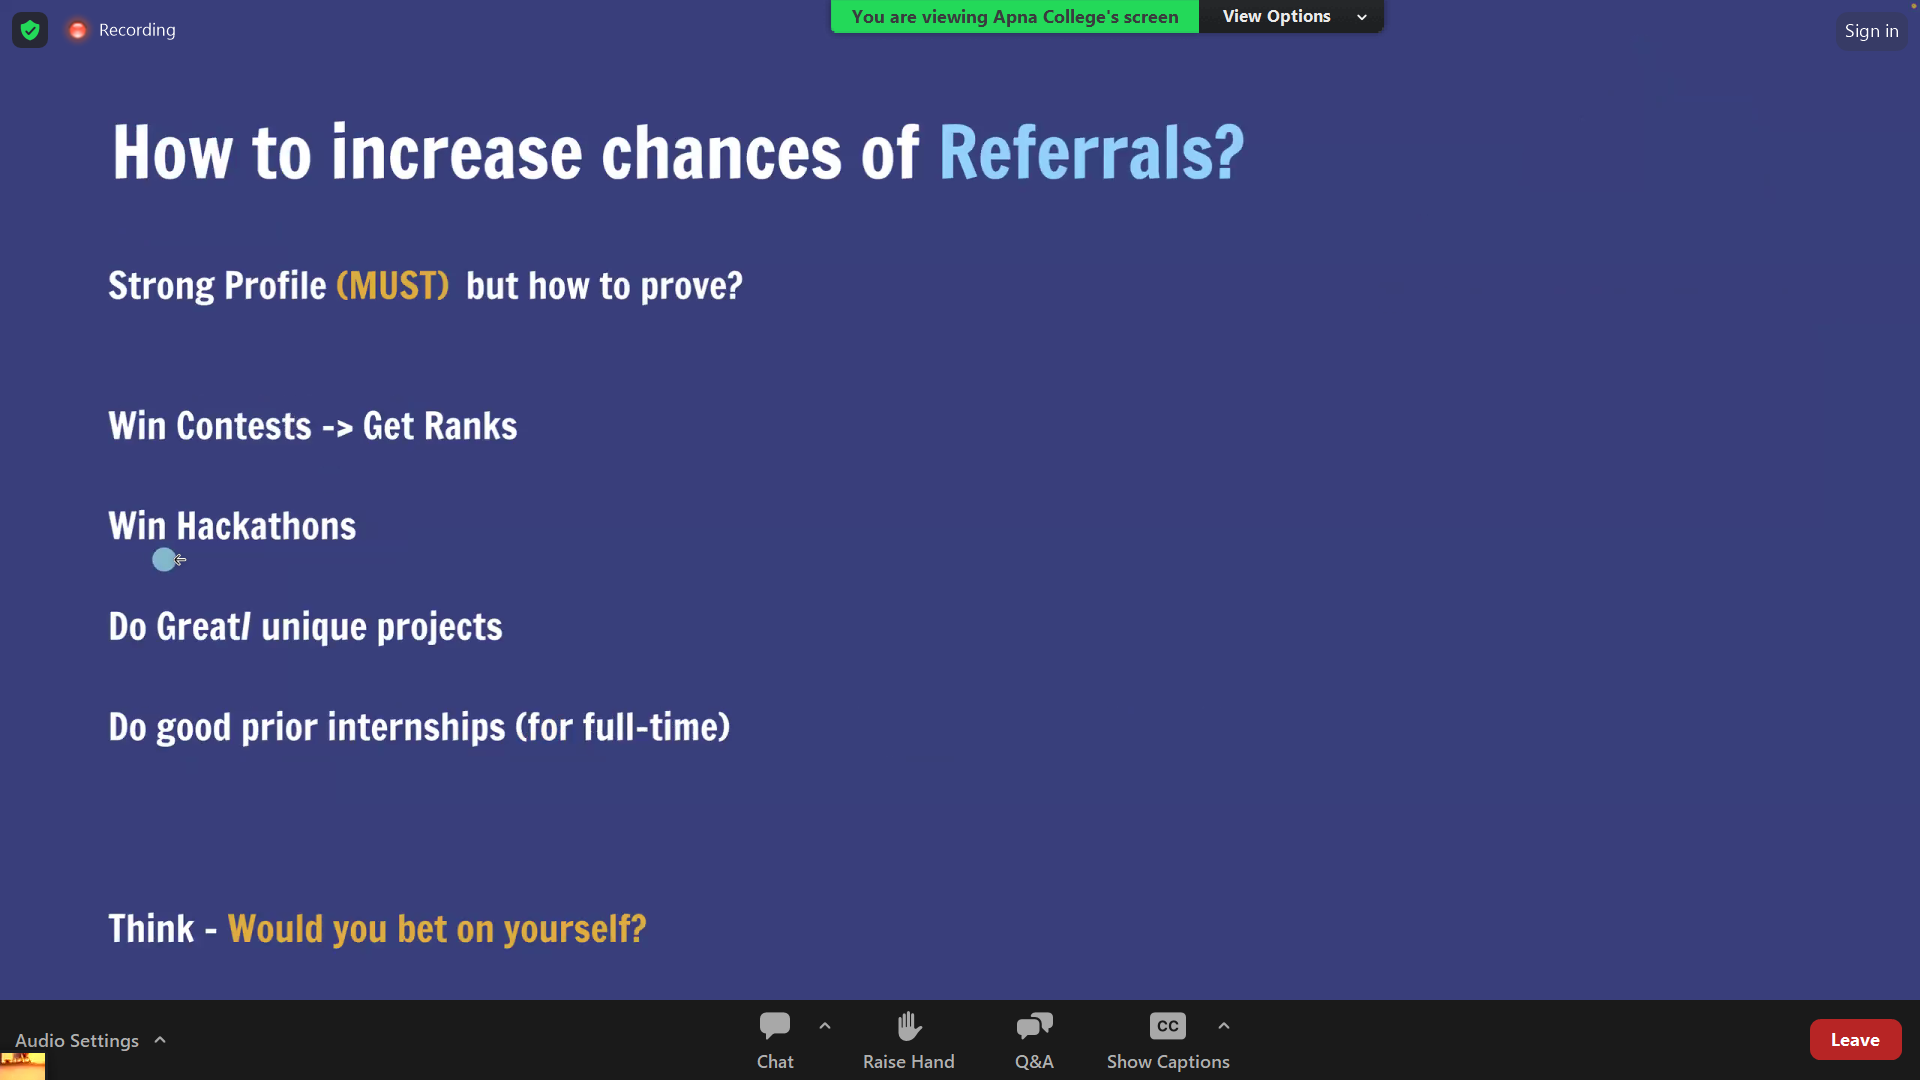 Recording
You are viewing Apna College's screen
View Options
Sign in
How to increase chances of Referrals?
Strong Profile (MUST) but how to prove?
Win Contests -> Get Ranks
Win Hackathons
Do Great/ unique projects
Do good prior internships (for full-time)
Think - Would you bet on yourself?
Audio Settings
Chat
Raise Hand
Q&A
CC
Show Captions
Leave